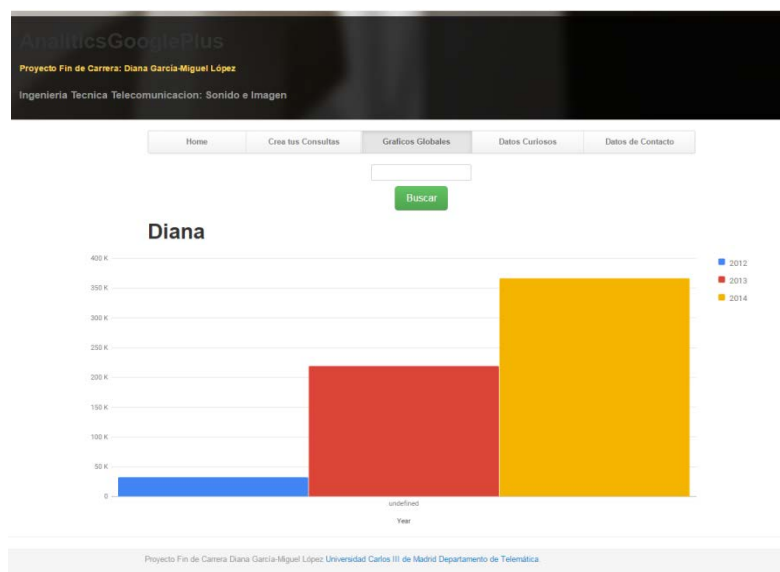 AnaliticsGooglePlus
Proyecto Fin de Carrera: Diana García-Miguel López
Ingenieria Tecnica Telecomunicacion: Sonido e Imagen
Home Crea tus Consultas Graficos Globales Datos Curiosos Datos de Contacto
Buscar
Diana
400 K
350 K
300 K
250 K
200 K
150 K
100 K
50 K
0
2012
2013
2014
undefined
Year
Proyecto Fin de Carrera Diana García-Miguel López Universidad Carlos III de Madrid Departamento de Telemática